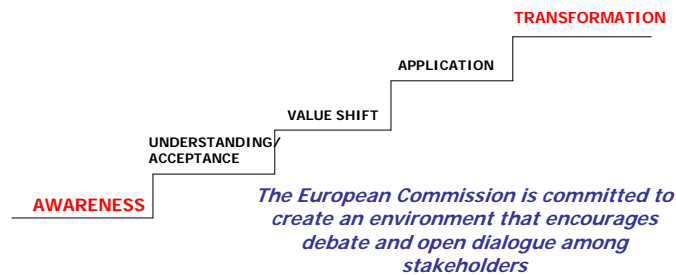 TRANSFORMATION
APPLICATION
VALUE SHIFT
UNDERSTANDING/
ACCEPTANCE
AWARENESS
The European Commission is committed to
create an environment that encourages
debate and open dialogue among
stakeholders